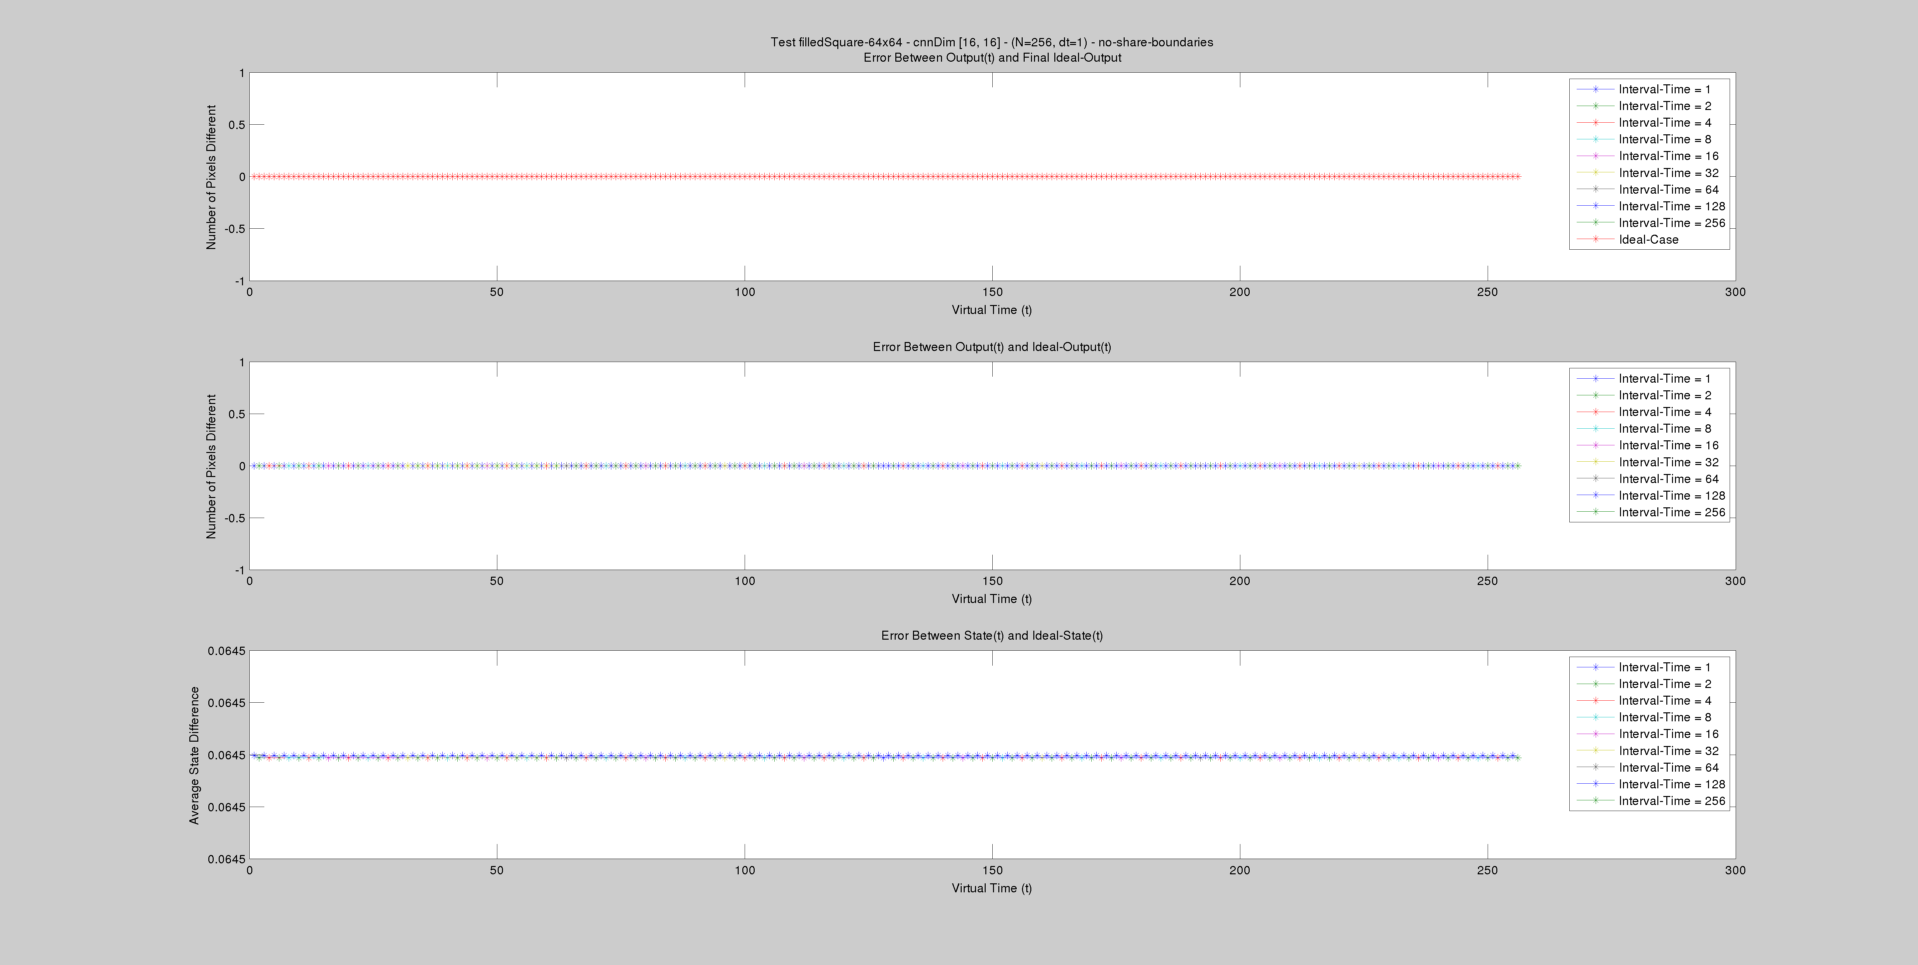 Test filledSquare-64x64 - cnnDim [16, 16] - (N=256, dt=1) - no-share-boundaries
Error Between Output(t) and Final Ideal-Output
Number of Pixels Different
1
0.5
0
-0.5
-1
0 50 100 150 200 250 300
Virtual Time (t)
Interval-Time = 1
Interval-Time = 2
Interval-Time = 4
Interval-Time = 8
Interval-Time = 16
Interval-Time = 32
Interval-Time = 64
Interval-Time = 128
Interval-Time = 256
Ideal-Case
Error Between Output(t) and Ideal-Output(t)
Number of Pixels Different
1
0.5
0
-0.5
-1
0 50 100 150 200 250 300
Virtual Time (t)
Interval-Time = 1
Interval-Time = 2
Interval-Time = 4
Interval-Time = 8
Interval-Time = 16
Interval-Time = 32
Interval-Time = 64
Interval-Time = 128
Interval-Time = 256
Error Between State(t) and Ideal-State(t)
Average State Difference
0.0645
0.0645
0.0645
0.0645
0.0645
0 50 100 150 200 250 300
Virtual Time (t)
Interval-Time = 1
Interval-Time = 2
Interval-Time = 4
Interval-Time = 8
Interval-Time = 16
Interval-Time = 32
Interval-Time = 64
Interval-Time = 128
Interval-Time = 256